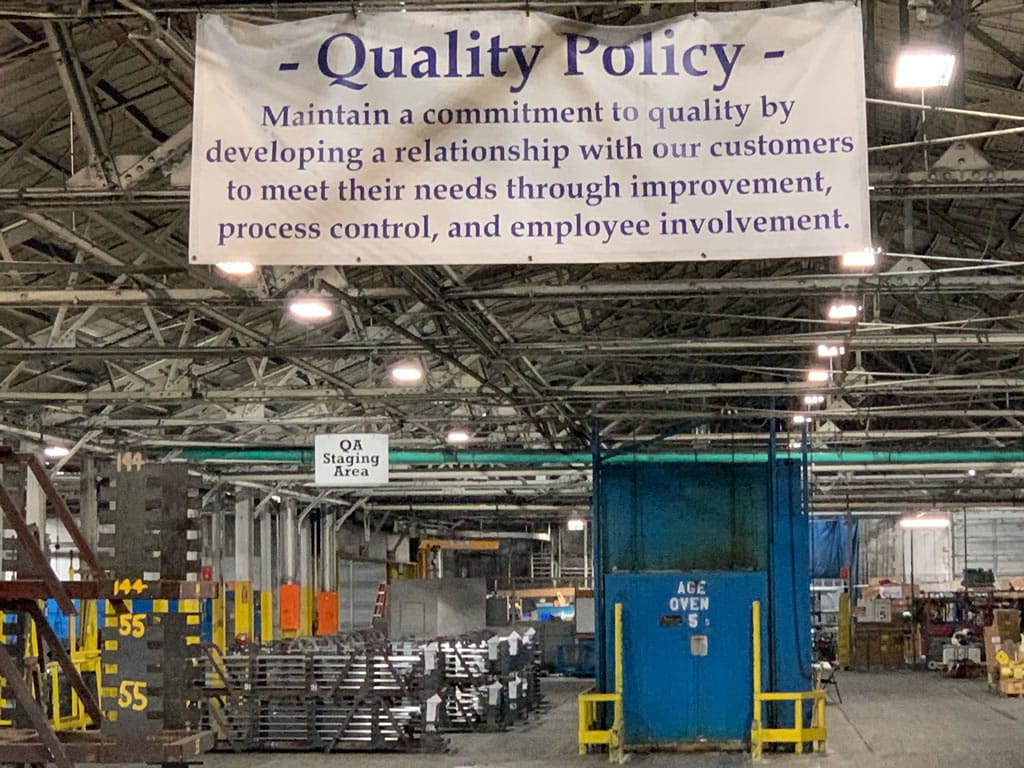 - Quality Policy -
Maintain a commitment to quality by
developing a relationship with our customers
to meet their needs through improvement,
process control, and employee involvement.
QA
Staging
Area
144
144
55
55
AGE
OVEN
5